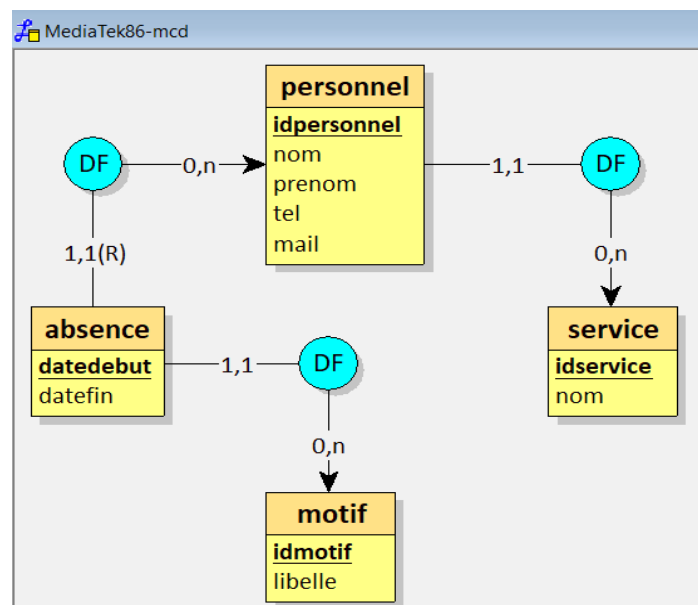 MediaTek86-mcd
personnel
idpersonnel
nom
prenom
tel
mail
DF
0,n
1,1
DF
1,1(R)
0,n
absence
datedebut
datefin
1,1
DF
service
idservice
nom
0,n
motif
idmotif
libelle